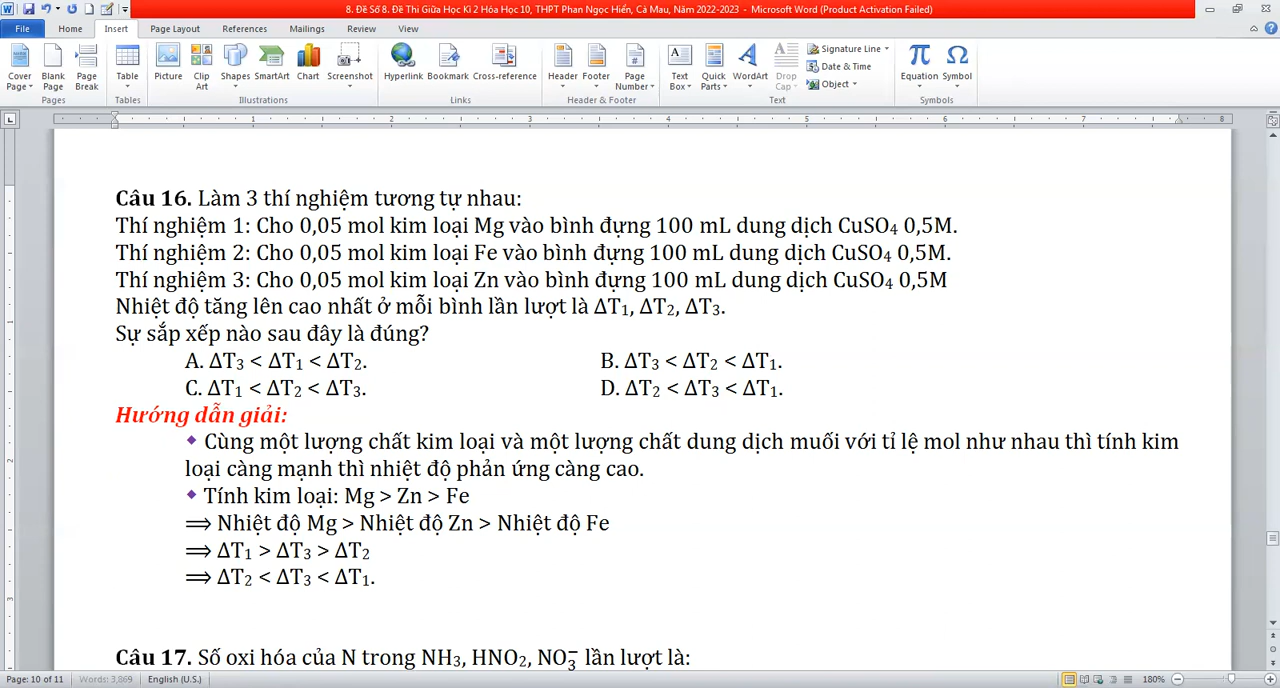 8. Đề Số 8. Đề Thi Giữa Học Kì 2 Hóa Học 10, THPT Phan Ngọc Hiển, Cà Mau, Năm 2022-2023 - Microsoft Word (Product Activation Failed)
File Home Insert Page Layout References Mailings Review View
Cover Page Blank Page Page Break Table Picture Clip Art Shapes SmartArt Chart Screenshot Hyperlink Bookmark Cross-reference Header Footer Page Number Text Box Quick Parts WordArt Drop Cap Signature Line Date & Time Object Equation Symbol
Pages Tables Illustrations Links Header & Footer Text Symbols
1 2 3 4 5 6 7 8
Câu 16. Làm 3 thí nghiệm tương tự nhau:
Thí nghiệm 1: Cho 0,05 mol kim loại Mg vào bình đựng 100 mL dung dịch CuSO₄ 0,5M.
Thí nghiệm 2: Cho 0,05 mol kim loại Fe vào bình đựng 100 mL dung dịch CuSO₄ 0,5M.
Thí nghiệm 3: Cho 0,05 mol kim loại Zn vào bình đựng 100 mL dung dịch CuSO₄ 0,5M
Nhiệt độ tăng lên cao nhất ở mỗi bình lần lượt là ΔT₁, ΔT₂, ΔT₃.
Sự sắp xếp nào sau đây là đúng?
A. ΔT₃ < ΔT₁ < ΔT₂. B. ΔT₃ < ΔT₂ < ΔT₁.
C. ΔT₁ < ΔT₂ < ΔT₃. D. ΔT₂ < ΔT₃ < ΔT₁.
Hướng dẫn giải:
◆ Cùng một lượng chất kim loại và một lượng chất dung dịch muối với tỉ lệ mol như nhau thì tính kim
loại càng mạnh thì nhiệt độ phản ứng càng cao.
◆ Tính kim loại: Mg > Zn > Fe
⟹ Nhiệt độ Mg > Nhiệt độ Zn > Nhiệt độ Fe
⟹ ΔT₁ > ΔT₃ > ΔT₂
⟹ ΔT₂ < ΔT₃ < ΔT₁.
Câu 17. Số oxi hóa của N trong NH₃, HNO₂, NO₃⁻ lần lượt là:
Page: 10 of 11 Words: 3,869 English (U.S.) 180%